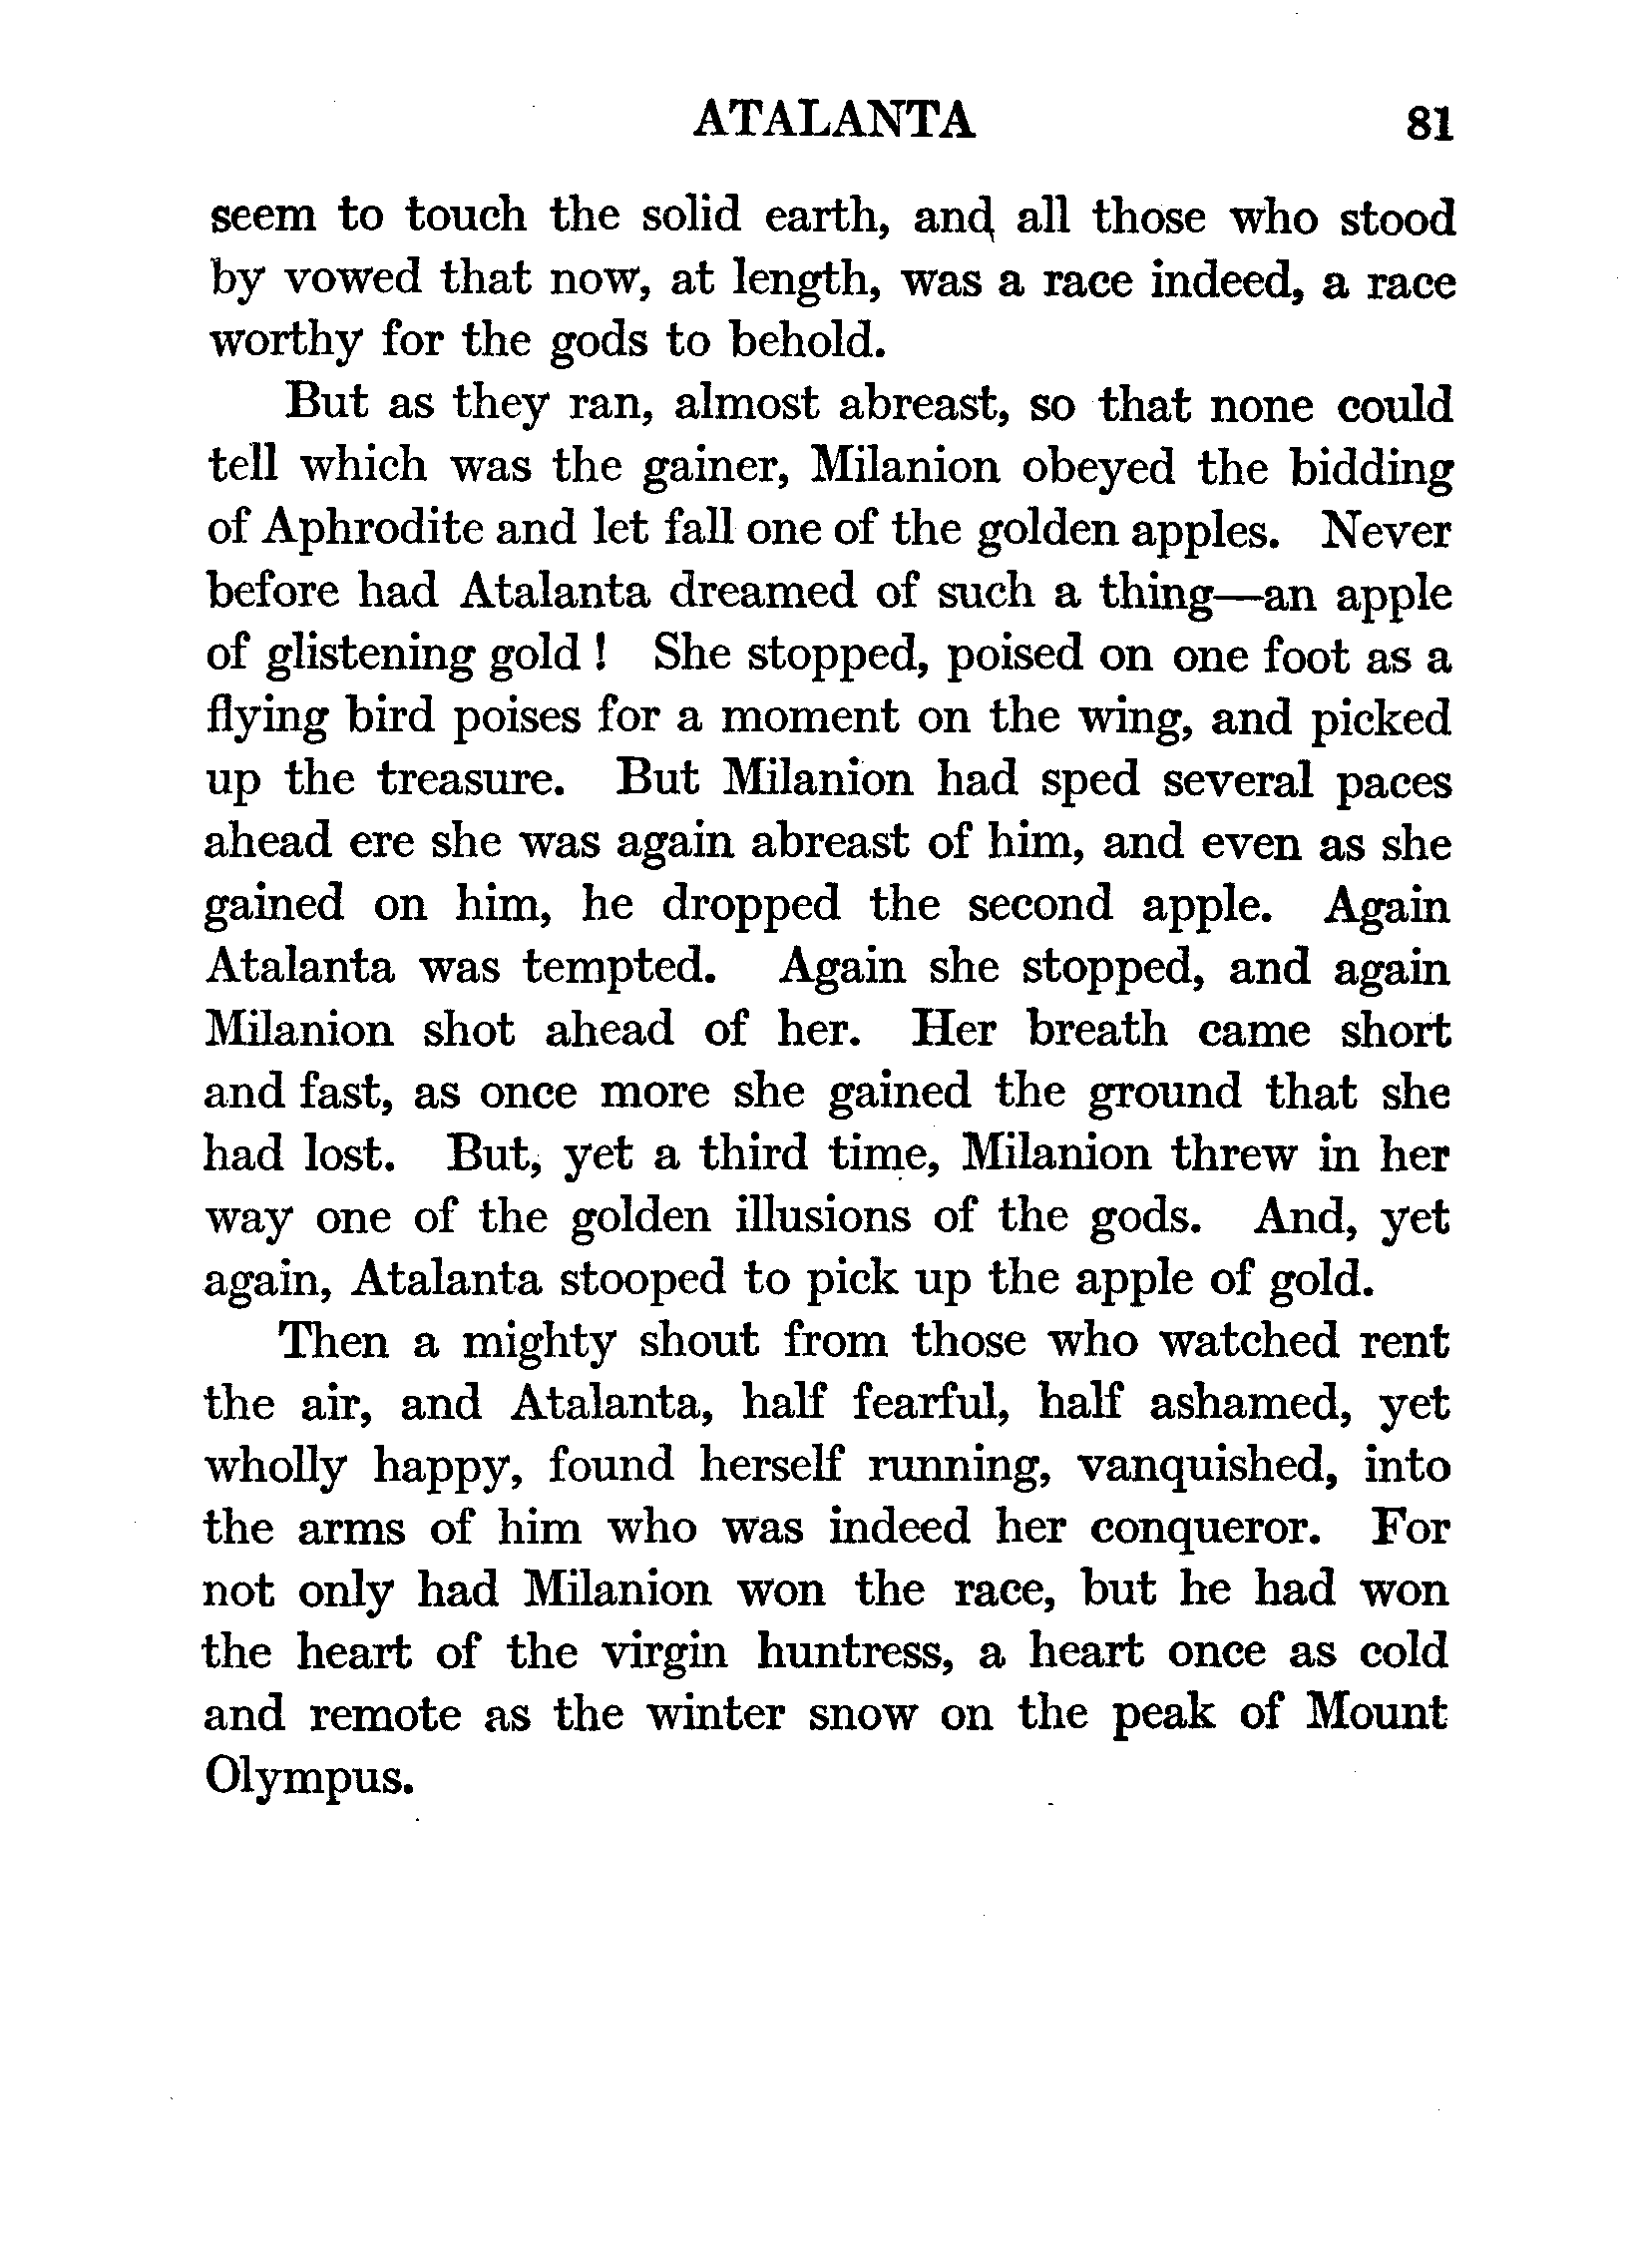 ATALANTA 81
seem to touch the solid earth, and all those who stood
by vowed that now, at length, was a race indeed, a race
worthy for the gods to behold.
But as they ran, almost abreast, so that none could
tell which was the gainer, Milanion obeyed the bidding
of Aphrodite and let fall one of the golden apples. Never
before had Atalanta dreamed of such a thing—an apple
of glistening gold! She stopped, poised on one foot as a
flying bird poises for a moment on the wing, and picked
up the treasure. But Milanion had sped several paces
ahead ere she was again abreast of him, and even as she
gained on him, he dropped the second apple. Again
Atalanta was tempted. Again she stopped, and again
Milanion shot ahead of her. Her breath came short
and fast, as once more she gained the ground that she
had lost. But, yet a third time, Milanion threw in her
way one of the golden illusions of the gods. And, yet
again, Atalanta stooped to pick up the apple of gold.
Then a mighty shout from those who watched rent
the air, and Atalanta, half fearful, half ashamed, yet
wholly happy, found herself running, vanquished, into
the arms of him who was indeed her conqueror. For
not only had Milanion won the race, but he had won
the heart of the virgin huntress, a heart once as cold
and remote as the winter snow on the peak of Mount
Olympus.